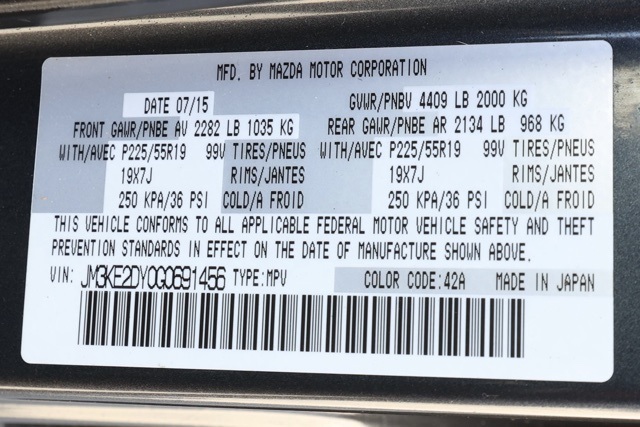 MFD. BY MAZDA MOTOR CORPORATION
DATE 07/15 GVWR/PNBV 4409 LB 2000 KG
FRONT GAWR/PNBE AV 2282 LB 1035 KG REAR GAWR/PNBE AR 2134 LB 968 KG
WITH/AVEC P225/55R19 99V TIRES/PNEUS WITH/AVEC P225/55R19 99V TIRES/PNEUS
19X7J RIMS/JANTES 19X7J RIMS/JANTES
250 KPA/36 PSI COLD/A FROID 250 KPA/36 PSI COLD/A FROID
THIS VEHICLE CONFORMS TO ALL APPLICABLE FEDERAL MOTOR VEHICLE SAFETY AND THEFT
PREVENTION STANDARDS IN EFFECT ON THE DATE OF MANUFACTURE SHOWN ABOVE.
VIN: JM3KE2DY0G0691456 TYPE:MPV COLOR CODE:42A MADE IN JAPAN